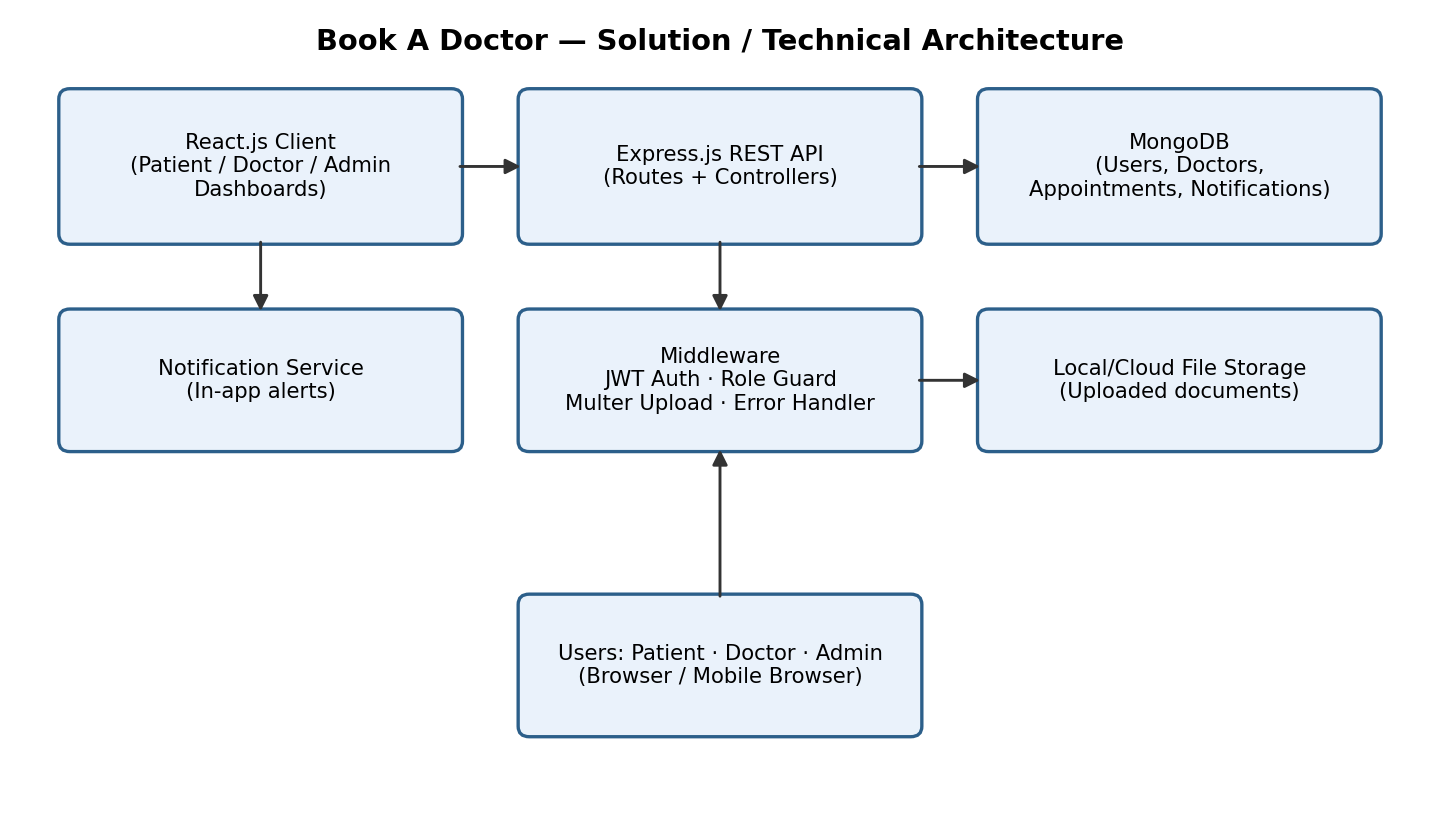 Book A Doctor — Solution / Technical Architecture
React.js Client
(Patient / Doctor / Admin
Dashboards)
Express.js REST API
(Routes + Controllers)
MongoDB
(Users, Doctors,
Appointments, Notifications)
Notification Service
(In-app alerts)
Middleware
JWT Auth · Role Guard
Multer Upload · Error Handler
Local/Cloud File Storage
(Uploaded documents)
Users: Patient · Doctor · Admin
(Browser / Mobile Browser)